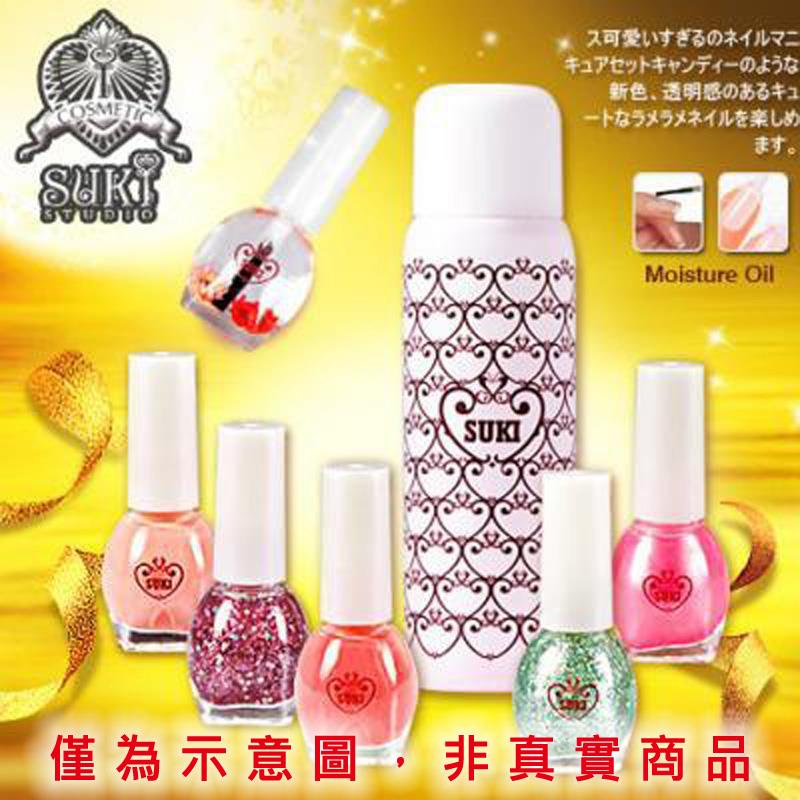 COSMETIC
SUKI
STUDIO
ス可愛いすぎるのネイルマニ
キュアセットキャンディーのような
新色、透明感のあるキュ
ートなラメラメネイルを楽しめ
ます。
Moisture Oil
SUKI
SUKI
SUKI
SUKI
SUKI
僅為示意圖，非真實商品